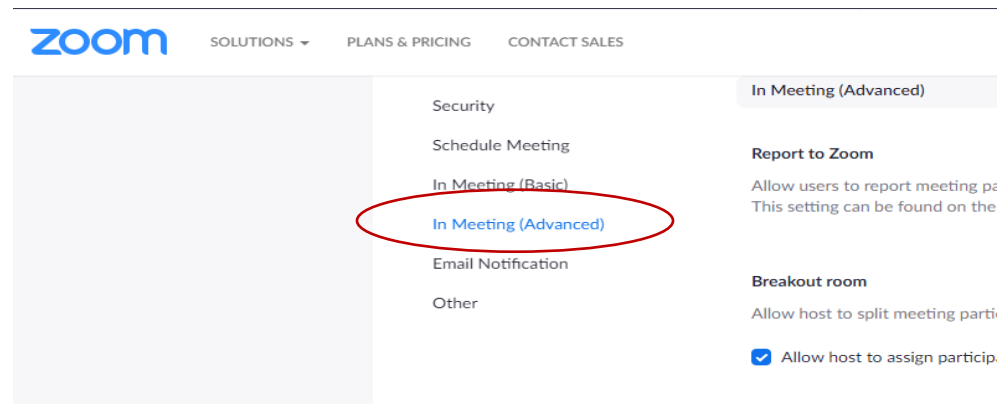 zoom
SOLUTIONS PLANS & PRICING CONTACT SALES
Security
Schedule Meeting
In Meeting (Basic)
In Meeting (Advanced)
Email Notification
Other
In Meeting (Advanced)
Report to Zoom
Allow users to report meeting pa
This setting can be found on the
Breakout room
Allow host to split meeting parti
Allow host to assign particip